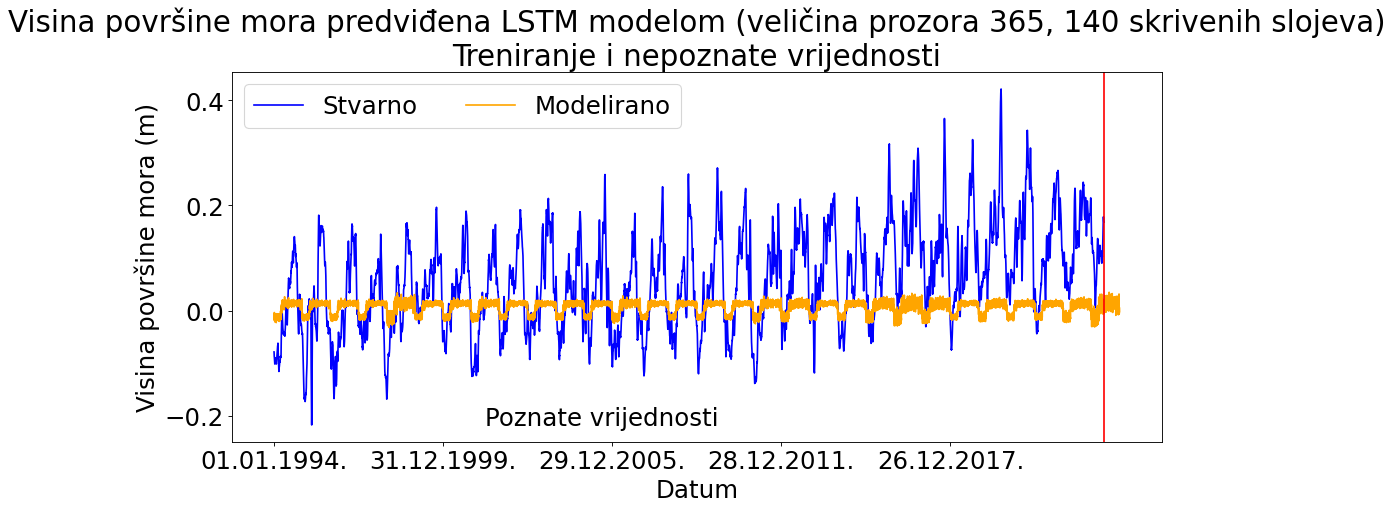 Visina površine mora predviđena LSTM modelom (veličina prozora 365, 140 skrivenih slojeva)
Treniranje i nepoznate vrijednosti
Stvarno
Modelirano
Visina površine mora (m)
0.4
0.2
0.0
−0.2
Poznate vrijednosti
01.01.1994.
31.12.1999.
29.12.2005.
28.12.2011.
26.12.2017.
Datum